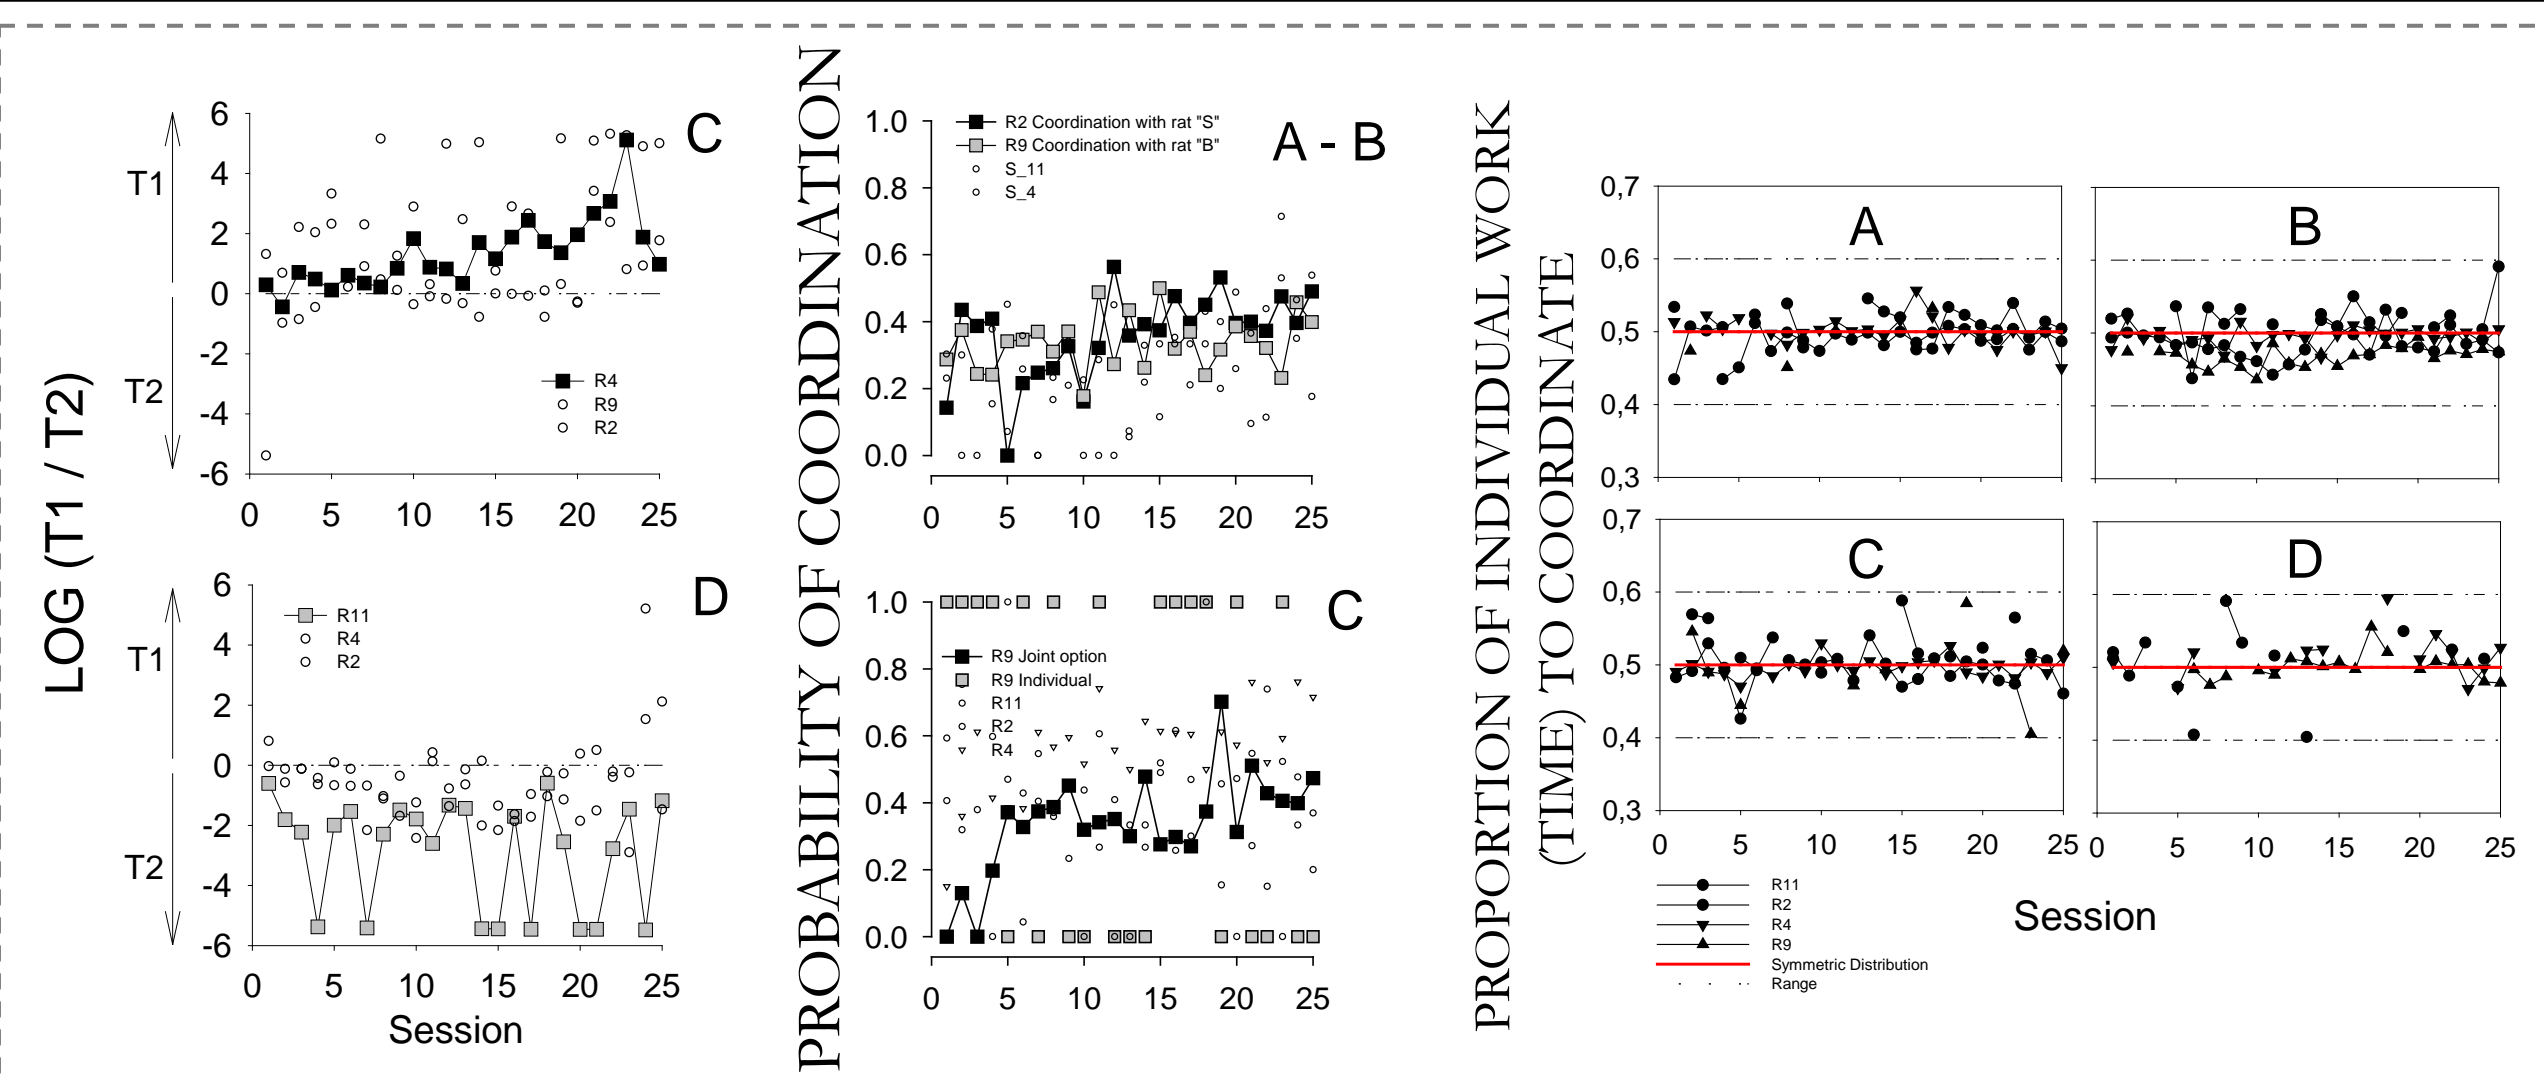 LOG (T1 / T2)
T1
T2
6
4
2
0
-2
-4
-6
C
R4
R9
R2
0 5 10 15 20 25
T1
T2
6
4
2
0
-2
-4
-6
D
R11
R4
R2
0 5 10 15 20 25
Session
PROBABILITY OF COORDINATION
1.0
0.8
0.6
0.4
0.2
0.0
R2 Coordination with rat "S"
R9 Coordination with rat "B"
S_11
S_4
A - B
0 5 10 15 20 25
1.0
0.8
0.6
0.4
0.2
0.0
C
R9 Joint option
R9 Individual
R11
R2
R4
0 5 10 15 20 25
PROPORTION OF INDIVIDUAL WORK
(TIME) TO COORDINATE
0,7
0,6
0,5
0,4
0,3
A
B
0,7
0,6
0,5
0,4
0,3
C
D
0 5 10 15 20 25
0 5 10 15 20 25
R11
R2
R4
R9
Symmetric Distribution
Range
Session